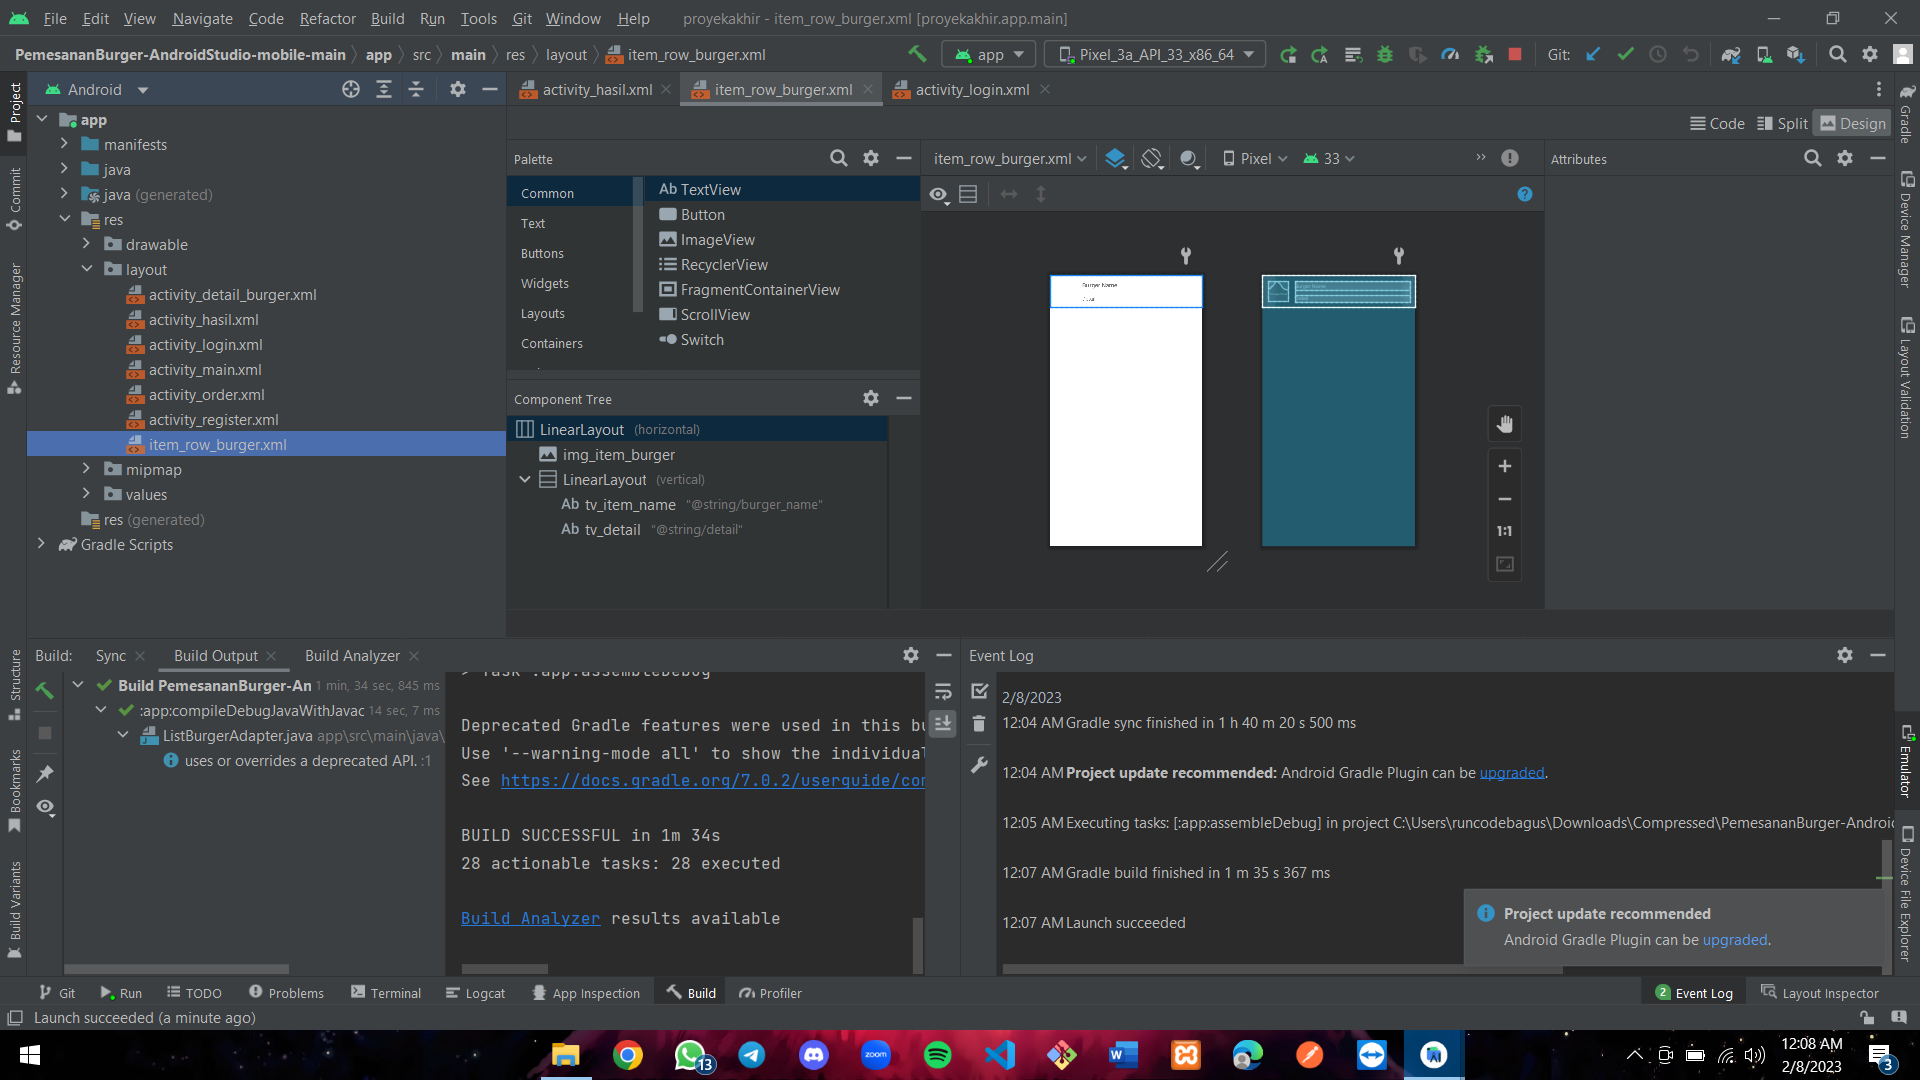 File Edit View Navigate Code Refactor Build Run Tools Git Window Help proyekakhir - item_row_burger.xml [proyekakhir.app.main]
PemesananBurger-AndroidStudio-mobile-main app src main res layout item_row_burger.xml app Pixel_3a_API_33_x86_64 Git:
Android activity_hasil.xml item_row_burger.xml activity_login.xml
Code Split Design
Project
Commit
Resource Manager
Structure
Bookmarks
Build Variants
app
manifests
java
java (generated)
res
drawable
layout
activity_detail_burger.xml
activity_hasil.xml
activity_login.xml
activity_main.xml
activity_order.xml
activity_register.xml
item_row_burger.xml
mipmap
values
res (generated)
Gradle Scripts
Palette
Common
Text
Buttons
Widgets
Layouts
Containers
Ab TextView
Button
ImageView
RecyclerView
FragmentContainerView
ScrollView
Switch
Component Tree
LinearLayout (horizontal)
img_item_burger
LinearLayout (vertical)
Ab tv_item_name "@string/burger_name"
Ab tv_detail "@string/detail"
item_row_burger.xml Pixel 33
Burger Name
1:1
Attributes
Gradle
Device Manager
Layout Validation
Emulator
Device File Explorer
Build: Sync Build Output Build Analyzer
Build PemesananBurger-An 1 min, 34 sec, 845 ms
:app:compileDebugJavaWithJavac 14 sec, 7 ms
ListBurgerAdapter.java app\src\main\java\
uses or overrides a deprecated API. :1
> Task :app:assembleDebug
Deprecated Gradle features were used in this bu
Use '--warning-mode all' to show the individual
See https://docs.gradle.org/7.0.2/userguide/com
BUILD SUCCESSFUL in 1m 34s
28 actionable tasks: 28 executed
Build Analyzer results available
Event Log
2/8/2023
12:04 AM Gradle sync finished in 1 h 40 m 20 s 500 ms
12:04 AM Project update recommended: Android Gradle Plugin can be upgraded.
12:05 AM Executing tasks: [:app:assembleDebug] in project C:\Users\runcodebagus\Downloads\Compressed\PemesananBurger-Androi
12:07 AM Gradle build finished in 1 m 35 s 367 ms
12:07 AM Launch succeeded
Project update recommended
Android Gradle Plugin can be upgraded.
Git Run TODO Problems Terminal Logcat App Inspection Build Profiler 2 Event Log Layout Inspector
Launch succeeded (a minute ago)
13
zoom
12:08 AM
2/8/2023
3